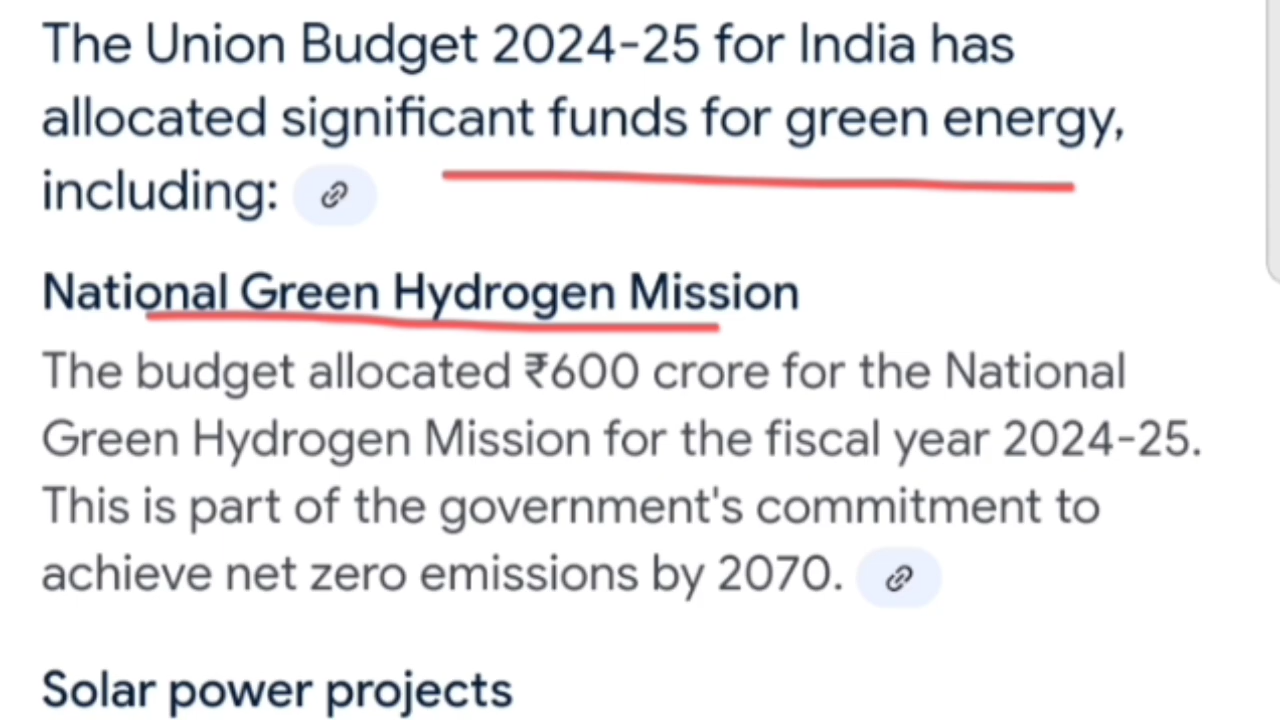 The Union Budget 2024-25 for India has
allocated significant funds for green energy,
including:
National Green Hydrogen Mission
The budget allocated ₹600 crore for the National
Green Hydrogen Mission for the fiscal year 2024-25.
This is part of the government's commitment to
achieve net zero emissions by 2070.
Solar power projects